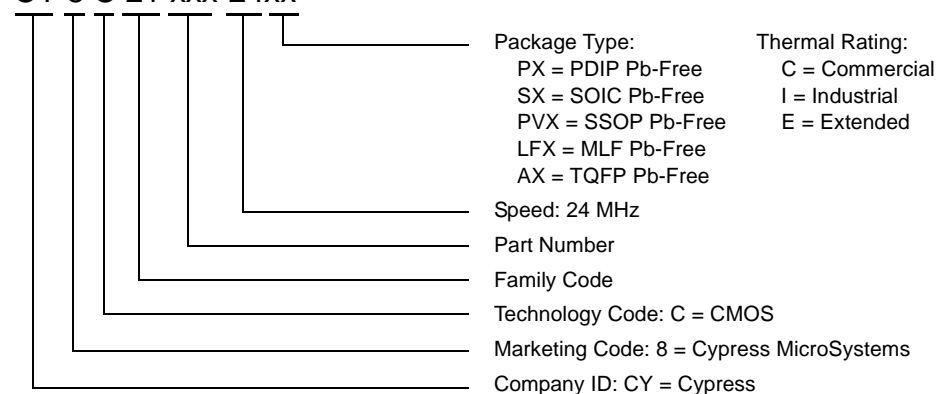 Package Type:
PX = PDIP Pb-Free
SX = SOIC Pb-Free
PVX = SSOP Pb-Free
LFX = MLF Pb-Free
AX = TQFP Pb-Free
Thermal Rating:
C = Commercial
I = Industrial
E = Extended
Speed: 24 MHz
Part Number
Family Code
Technology Code: C = CMOS
Marketing Code: 8 = Cypress MicroSystems
Company ID: CY = Cypress